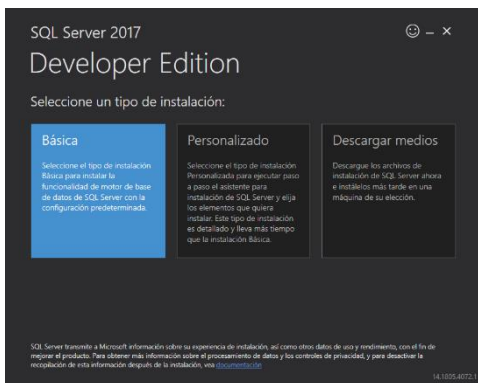 SQL Server 2017
Developer Edition
Seleccione un tipo de instalación:
Básica
Seleccione el tipo de instalación
Básica para instalar la
funcionalidad de motor de base
de datos de SQL Server con la
configuración predeterminada.
Personalizado
Seleccione el tipo de instalación
Personalizada para ejecutar paso
a paso el asistente para
instalación de SQL Server y elija
los elementos que quiera
instalar. Este tipo de instalación
es detallado y lleva más tiempo
que la instalación Básica.
Descargar medios
Descargue los archivos de
instalación de SQL Server ahora
e instálelos más tarde en una
máquina de su elección.
SQL Server transmite a Microsoft información sobre su experiencia de instalación, así como otros datos de uso y rendimiento, con el fin de
mejorar el producto. Para obtener más información sobre el procesamiento de datos y los controles de privacidad, y para desactivar la
recopilación de esta información después de la instalación, vea documentación
14.1805.4072.1